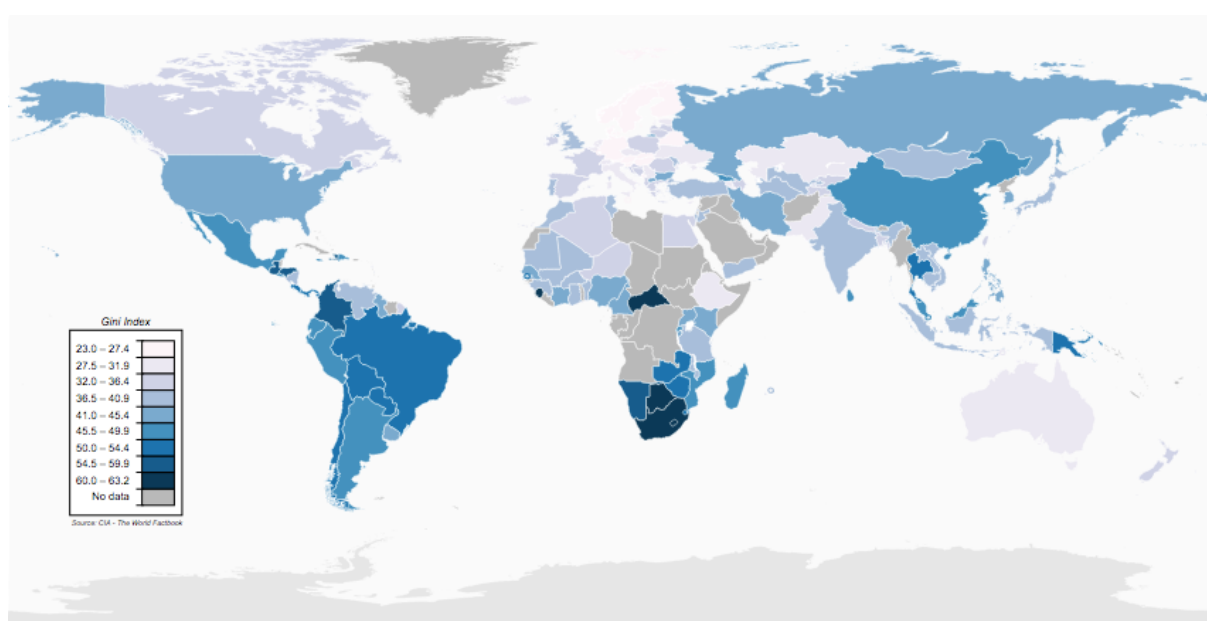 Gini Index
23.0 – 27.4
27.5 – 31.9
32.0 – 36.4
36.5 – 40.9
41.0 – 45.4
45.5 – 49.9
50.0 – 54.4
54.5 – 59.9
60.0 – 63.2
No data
Source: CIA - The World Factbook